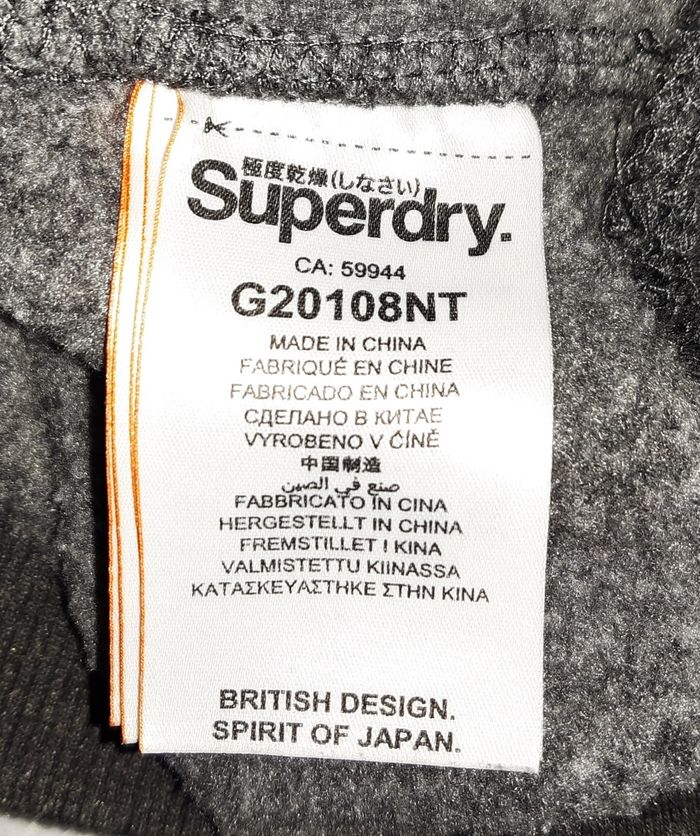 極度乾燥(しなさい)
Superdry.
CA: 59944
G20108NT
MADE IN CHINA
FABRIQUÉ EN CHINE
FABRICADO EN CHINA
СДЕЛАНО В КИТАЕ
VYROBENO V ČÍNĚ
中国制造
صنع في الصين
FABBRICATO IN CINA
HERGESTELLT IN CHINA
FREMSTILLET I KINA
VALMISTETTU KIINASSA
ΚΑΤΑΣΚΕΥΑΣΤΗΚΕ ΣΤΗΝ ΚΙΝΑ
BRITISH DESIGN.
SPIRIT OF JAPAN.